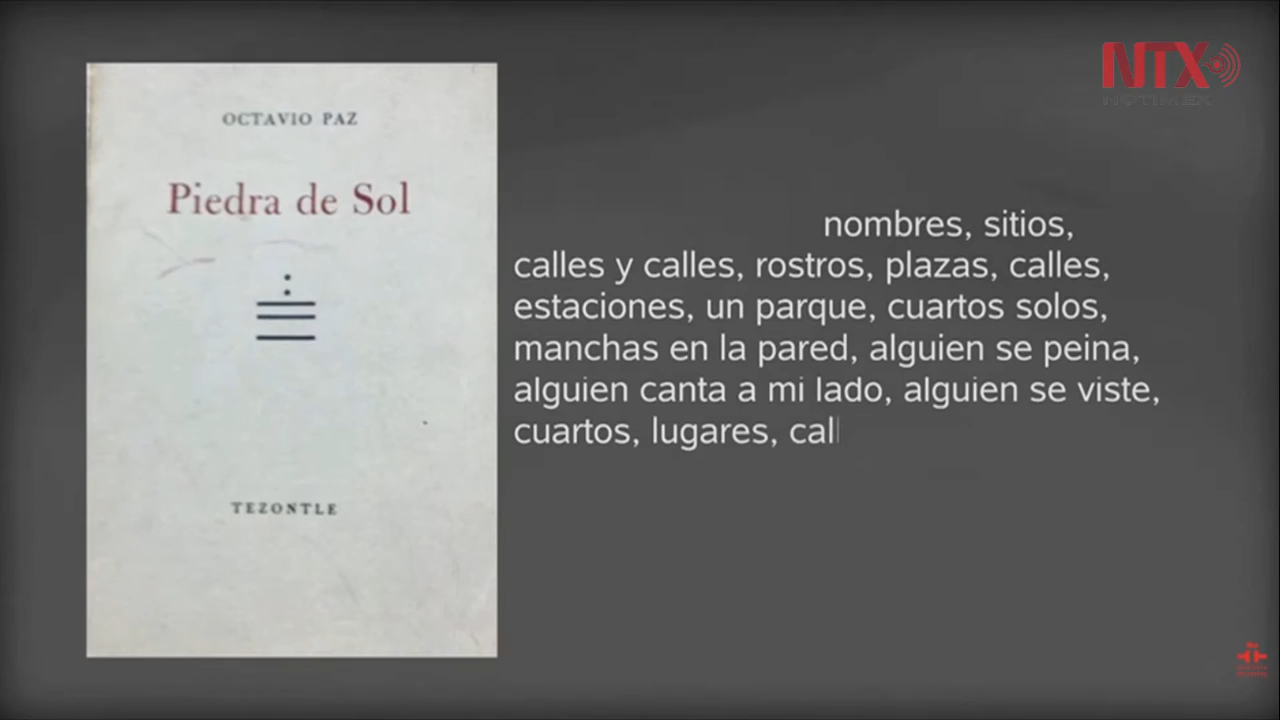 OCTAVIO PAZ
Piedra de Sol
TEZONTLE
NTX
NOTIMEX
nombres, sitios,
calles y calles, rostros, plazas, calles,
estaciones, un parque, cuartos solos,
manchas en la pared, alguien se peina,
alguien canta a mi lado, alguien se viste,
cuartos, lugares, cal